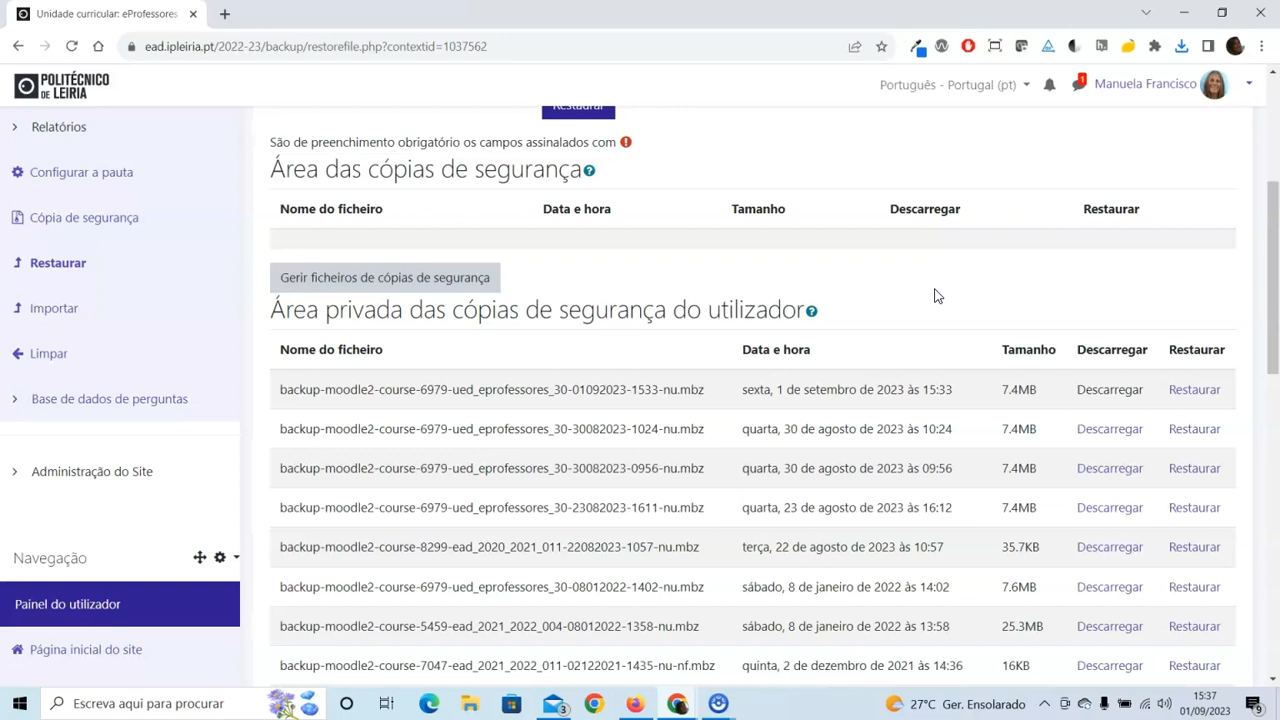 Unidade curricular: eProfessores
ead.ipleiria.pt/2022-23/backup/restorefile.php?contextid=1037562
POLITÉCNICO
DE LEIRIA
Português - Portugal (pt)
1
Manuela Francisco
Relatórios
Configurar a pauta
Cópia de segurança
Restaurar
Importar
Limpar
Base de dados de perguntas
Administração do Site
Navegação
Painel do utilizador
Página inicial do site
Restaurar
São de preenchimento obrigatório os campos assinalados com
Área das cópias de segurança
Nome do ficheiro Data e hora Tamanho Descarregar Restaurar
Gerir ficheiros de cópias de segurança
Área privada das cópias de segurança do utilizador
Nome do ficheiro Data e hora Tamanho Descarregar Restaurar
backup-moodle2-course-6979-ued_eprofessores_30-01092023-1533-nu.mbz sexta, 1 de setembro de 2023 às 15:33 7.4MB Descarregar Restaurar
backup-moodle2-course-6979-ued_eprofessores_30-30082023-1024-nu.mbz quarta, 30 de agosto de 2023 às 10:24 7.4MB Descarregar Restaurar
backup-moodle2-course-6979-ued_eprofessores_30-30082023-0956-nu.mbz quarta, 30 de agosto de 2023 às 09:56 7.4MB Descarregar Restaurar
backup-moodle2-course-6979-ued_eprofessores_30-23082023-1611-nu.mbz quarta, 23 de agosto de 2023 às 16:12 7.4MB Descarregar Restaurar
backup-moodle2-course-8299-ead_2020_2021_011-22082023-1057-nu.mbz terça, 22 de agosto de 2023 às 10:57 35.7KB Descarregar Restaurar
backup-moodle2-course-6979-ued_eprofessores_30-08012022-1402-nu.mbz sábado, 8 de janeiro de 2022 às 14:02 7.6MB Descarregar Restaurar
backup-moodle2-course-5459-ead_2021_2022_004-08012022-1358-nu.mbz sábado, 8 de janeiro de 2022 às 13:58 25.3MB Descarregar Restaurar
backup-moodle2-course-7047-ead_2021_2022_011-02122021-1435-nu-nf.mbz quinta, 2 de dezembro de 2021 às 14:36 16KB Descarregar Restaurar
Escreva aqui para procurar
3
27°C Ger. Ensolarado
15:37
01/09/2023
9